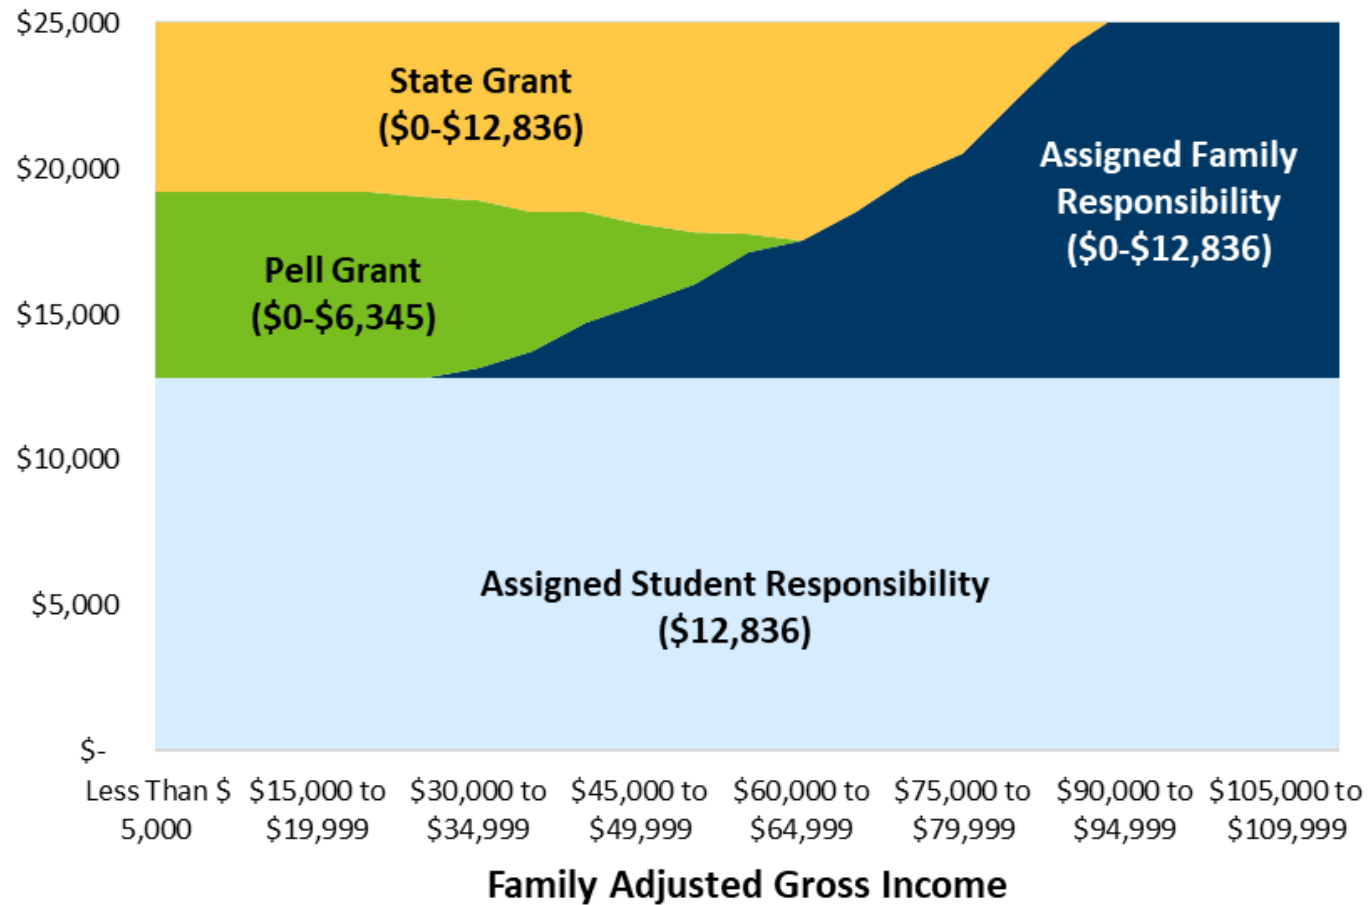 $25,000
$20,000
$15,000
$10,000
$5,000
$-
State Grant
($0-$12,836)
Pell Grant
($0-$6,345)
Assigned Family
Responsibility
($0-$12,836)
Assigned Student Responsibility
($12,836)
Less Than $ $15,000 to $30,000 to $45,000 to $60,000 to $75,000 to $90,000 to $105,000 to
5,000 $19,999 $34,999 $49,999 $64,999 $79,999 $94,999 $109,999
Family Adjusted Gross Income